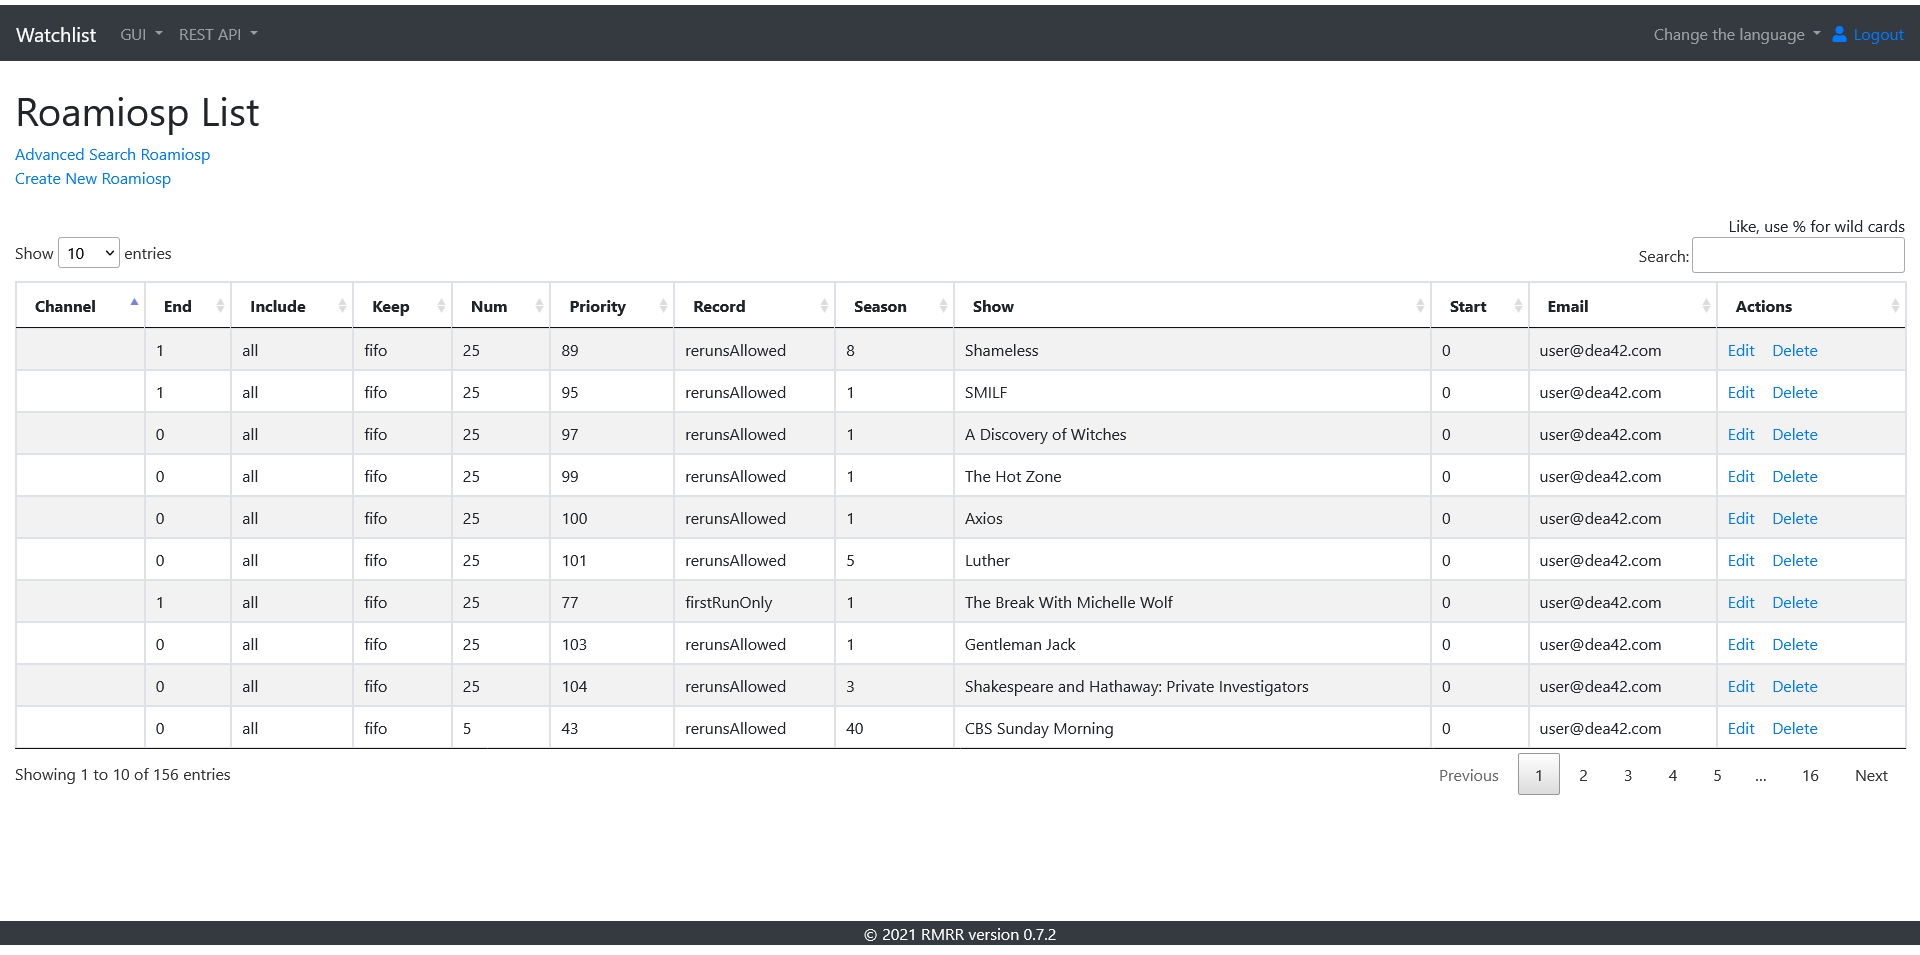 Watchlist GUI REST API Change the language Logout
Roamiosp List
Advanced Search Roamiosp
Create New Roamiosp
Like, use % for wild cards
Show 10 entries Search:
Channel End Include Keep Num Priority Record Season Show Start Email Actions
1 all fifo 25 89 rerunsAllowed 8 Shameless 0 user@dea42.com Edit Delete
1 all fifo 25 95 rerunsAllowed 1 SMILF 0 user@dea42.com Edit Delete
0 all fifo 25 97 rerunsAllowed 1 A Discovery of Witches 0 user@dea42.com Edit Delete
0 all fifo 25 99 rerunsAllowed 1 The Hot Zone 0 user@dea42.com Edit Delete
0 all fifo 25 100 rerunsAllowed 1 Axios 0 user@dea42.com Edit Delete
0 all fifo 25 101 rerunsAllowed 5 Luther 0 user@dea42.com Edit Delete
1 all fifo 25 77 firstRunOnly 1 The Break With Michelle Wolf 0 user@dea42.com Edit Delete
0 all fifo 25 103 rerunsAllowed 1 Gentleman Jack 0 user@dea42.com Edit Delete
0 all fifo 25 104 rerunsAllowed 3 Shakespeare and Hathaway: Private Investigators 0 user@dea42.com Edit Delete
0 all fifo 5 43 rerunsAllowed 40 CBS Sunday Morning 0 user@dea42.com Edit Delete
Showing 1 to 10 of 156 entries Previous 1 2 3 4 5 ... 16 Next
© 2021 RMRR version 0.7.2